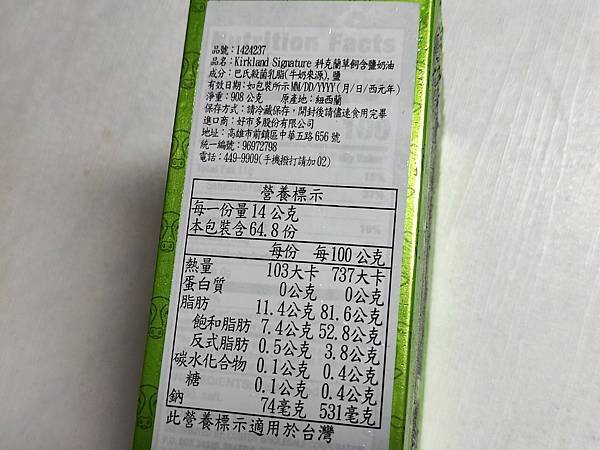 Nutrition Facts
品號：1424237
品名：Kirkland Signature 科克蘭草飼含鹽奶油
成分：巴氏殺菌乳脂(牛奶來源),鹽
有效日期：如包裝所示MM/DD/YYYY(月/日/西元年)
淨重：908公克 原產地：紐西蘭
保存方式：請冷藏保存，開封後請儘速食用完畢
進口商：好市多股份有限公司
地址：高雄市前鎮區中華五路656號
統一編號：96972798
電話：449-9909(手機撥打請加02)
營養標示
每一份量14公克
本包裝含64.8份
每份 每100公克
熱量 103大卡 737大卡
蛋白質 0公克 0公克
脂肪 11.4公克 81.6公克
飽和脂肪 7.4公克 52.8公克
反式脂肪 0.5公克 3.8公克
碳水化合物 0.1公克 0.4公克
糖 0.1公克 0.4公克
鈉 74毫克 531毫克
此營養標示適用於台灣